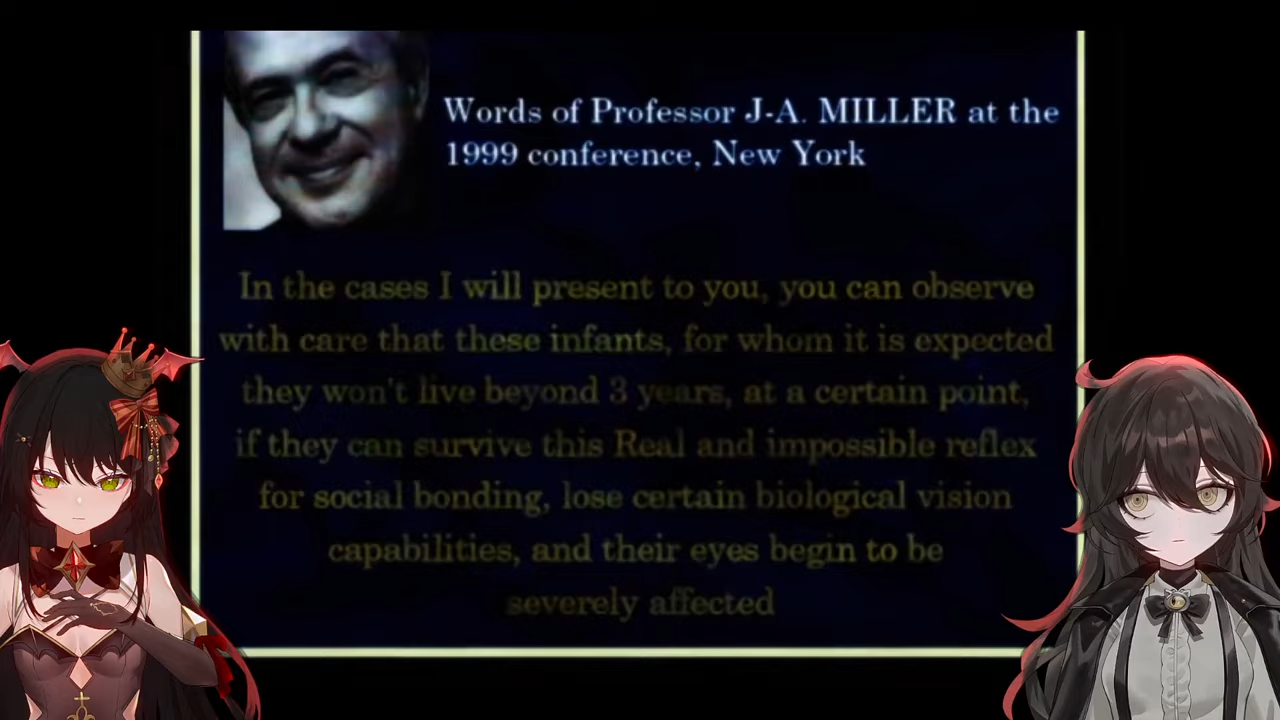 Words of Professor J-A. MILLER at the
1999 conference, New York
In the cases I will present to you, you can observe
with care that these infants, for whom it is expected
they won't live beyond 3 years, at a certain point,
if they can survive this Real and impossible reflex
for social bonding, lose certain biological vision
capabilities, and their eyes begin to be
severely affected